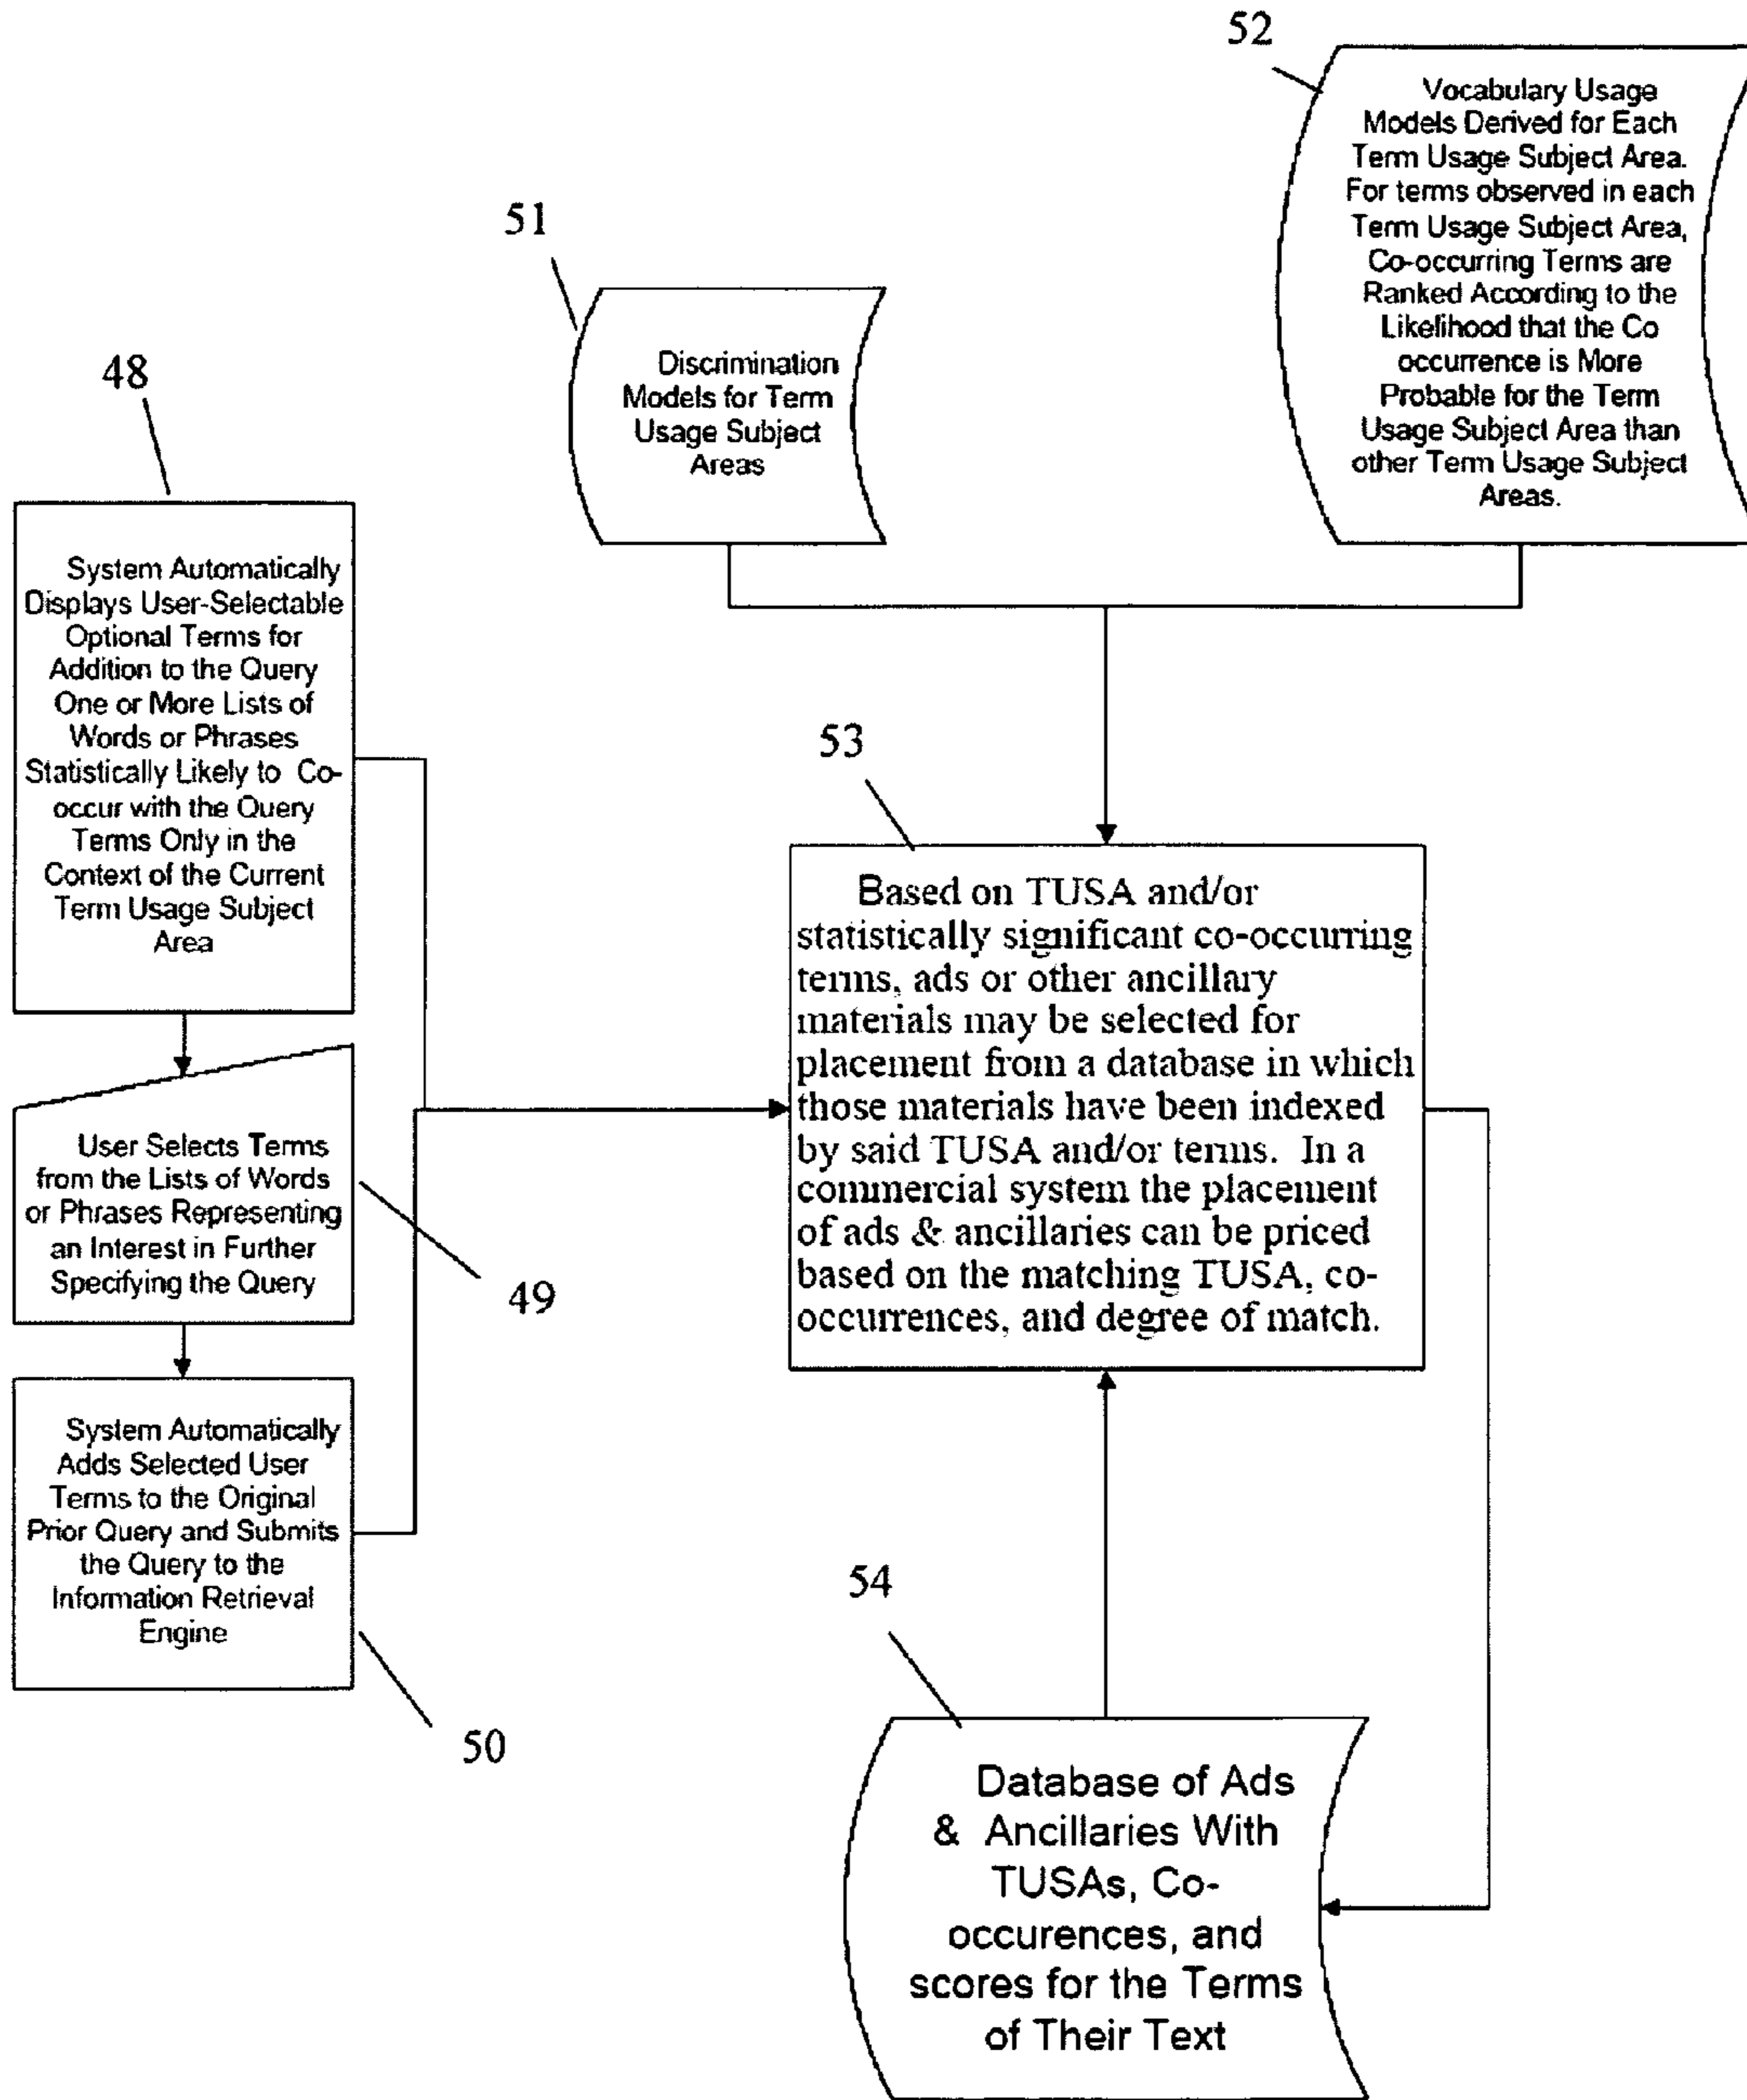 52
Vocabulary Usage
Models Derived for Each
Term Usage Subject Area.
For terms observed in each
Term Usage Subject Area,
Co-occurring Terms are
Ranked According to the
Likelihood that the Co
occurrence is More
Probable for the Term
Usage Subject Area than
other Term Usage Subject
Areas.
51
Discrimination
Models for Term
Usage Subject
Areas
48
System Automatically
Displays User-Selectable
Optional Terms for
Addition to the Query
One or More Lists of
Words or Phrases
Statistically Likely to Co-
occur with the Query
Terms Only in the
Context of the Current
Term Usage Subject
Area
53
Based on TUSA and/or
statistically significant co-occurring
terms, ads or other ancillary
materials may be selected for
placement from a database in which
those materials have been indexed
by said TUSA and/or terms. In a
commercial system the placement
of ads & ancillaries can be priced
based on the matching TUSA, co-
occurrences, and degree of match.
User Selects Terms
from the Lists of Words
or Phrases Representing
an Interest in Further
Specifying the Query
49
System Automatically
Adds Selected User
Terms to the Original
Prior Query and Submits
the Query to the
Information Retrieval
Engine
50
54
Database of Ads
& Ancillaries With
TUSAs, Co-
occurences, and
scores for the Terms
of Their Text